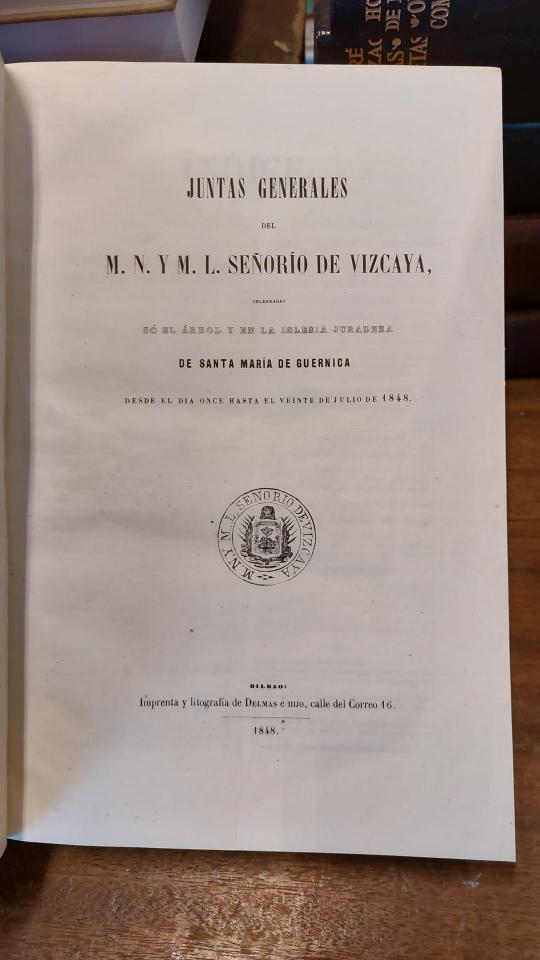 JUNTAS GENERALES
DEL
M. N. Y M. L. SEÑORÍO DE VIZCAYA,
CELEBRADAS
SÓ EL ÁRBOL Y EN LA IGLESIA JURADERA
DE SANTA MARÍA DE GUERNICA
DESDE EL DIA ONCE HASTA EL VEINTE DE JULIO DE 1848.
M. N. Y M. L. SEÑORIO DE VIZCAYA
BILBAO:
Imprenta y litografía de DELMAS é HIJO, calle del Correo 16.
1848.